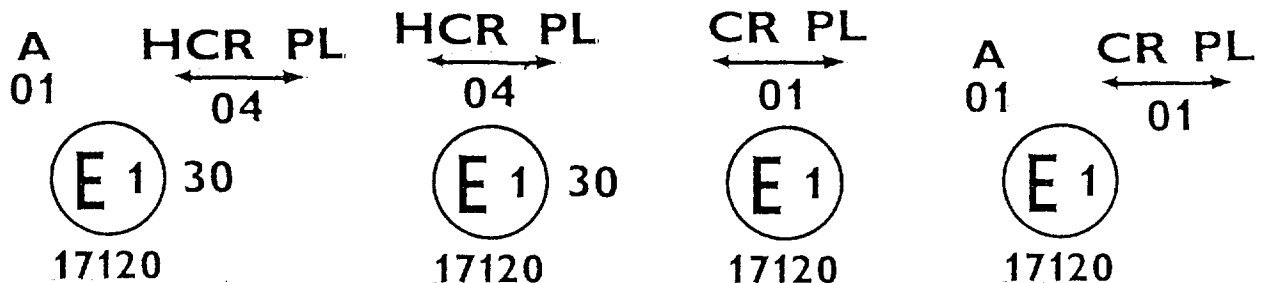 A HCR PL
01 04
E 1 30
17120
HCR PL
04
E 1 30
17120
CR PL
01
E 1
17120
A CR PL
01 01
E 1
17120